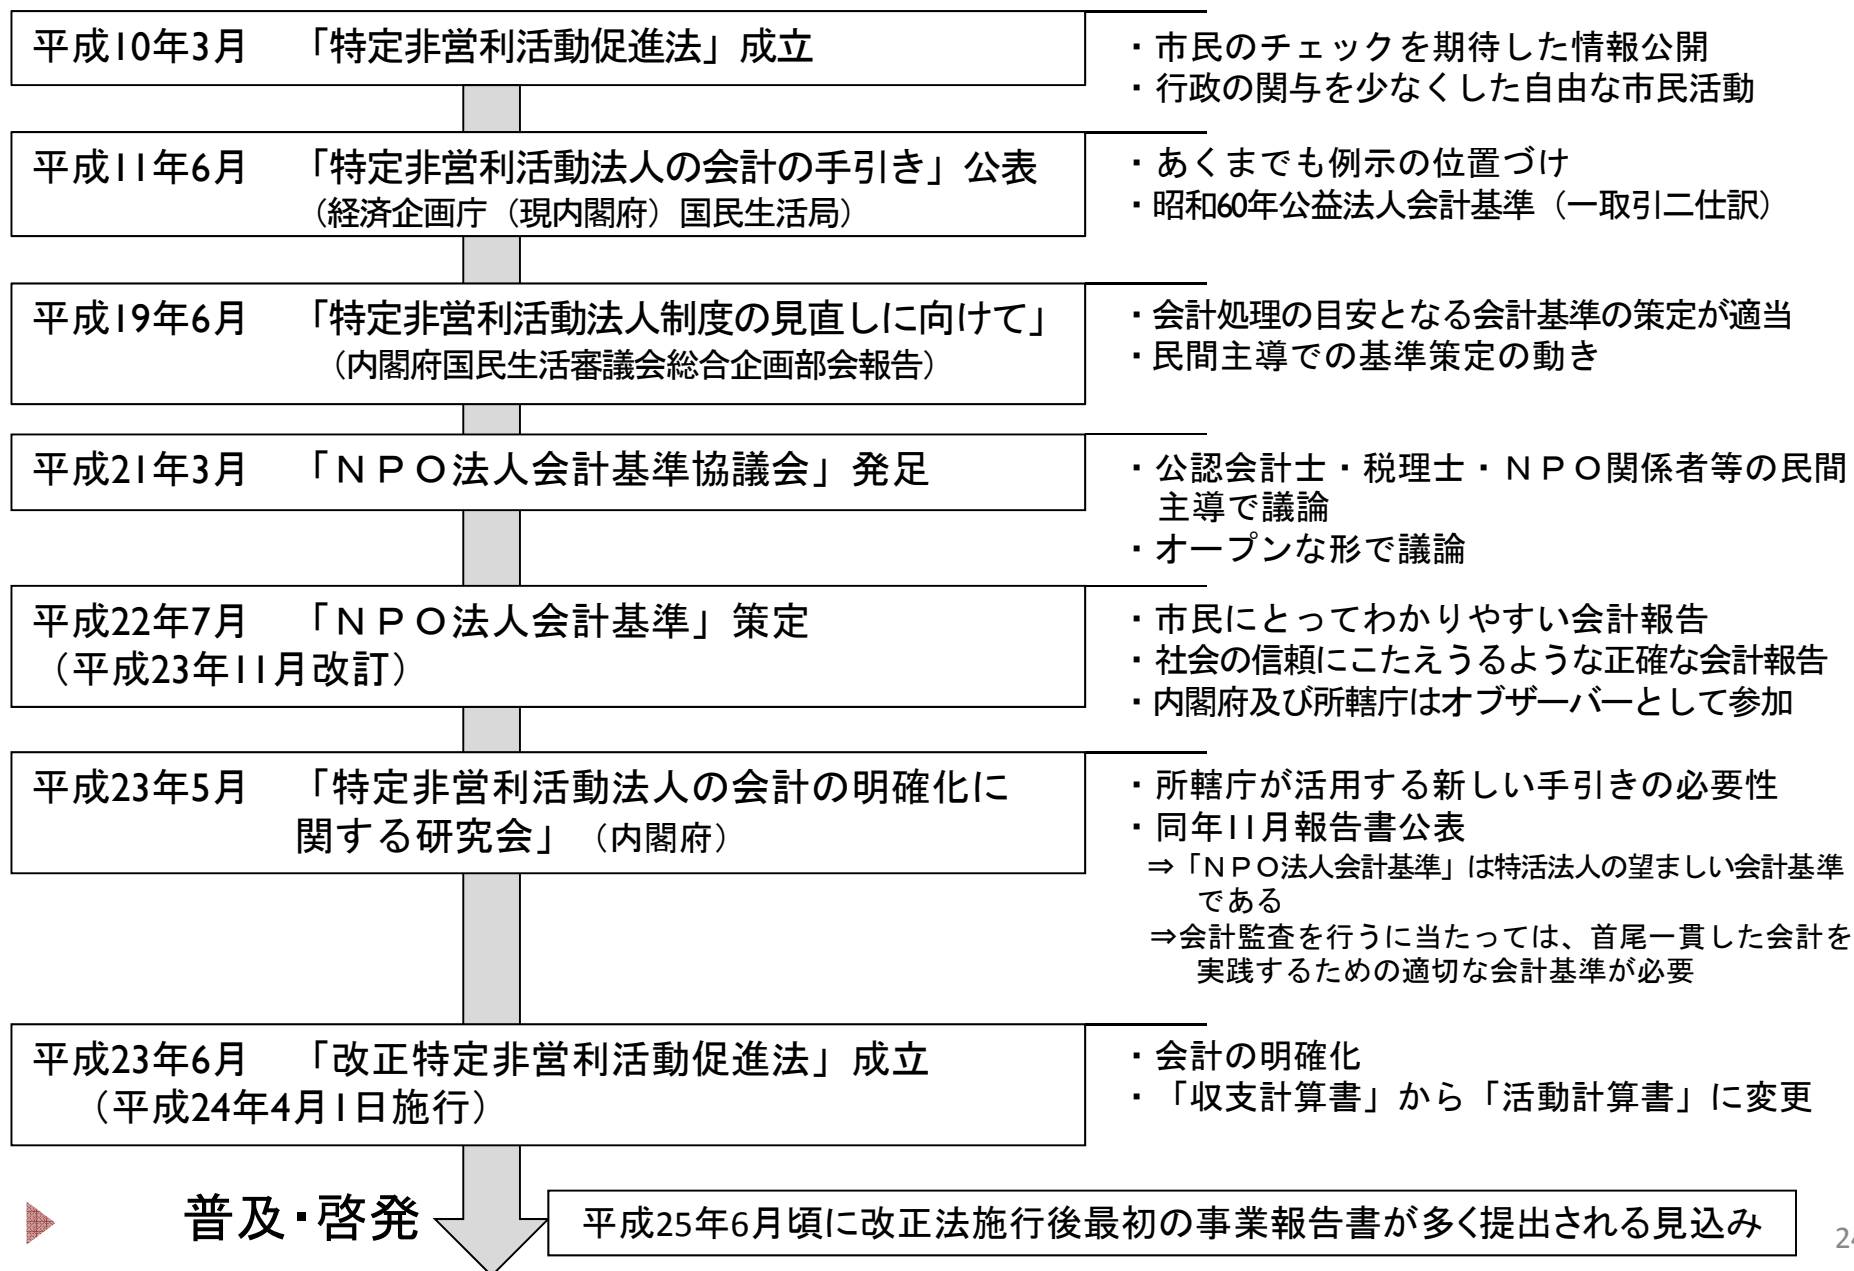 平成10年3月 「特定非営利活動促進法」成立
・市民のチェックを期待した情報公開
・行政の関与を少なくした自由な市民活動
平成11年6月 「特定非営利活動法人の会計の手引き」公表
（経済企画庁（現内閣府）国民生活局）
・あくまでも例示の位置づけ
・昭和60年公益法人会計基準（一取引二仕訳）
平成19年6月 「特定非営利活動法人制度の見直しに向けて」
（内閣府国民生活審議会総合企画部会報告）
・会計処理の目安となる会計基準の策定が適当
・民間主導での基準策定の動き
平成21年3月 「ＮＰＯ法人会計基準協議会」発足
・公認会計士・税理士・ＮＰＯ関係者等の民間
主導で議論
・オープンな形で議論
平成22年7月 「ＮＰＯ法人会計基準」策定
（平成23年11月改訂）
・市民にとってわかりやすい会計報告
・社会の信頼にこたえうるような正確な会計報告
・内閣府及び所轄庁はオブザーバーとして参加
平成23年5月 「特定非営利活動法人の会計の明確化に
関する研究会」（内閣府）
・所轄庁が活用する新しい手引きの必要性
・同年11月報告書公表
⇒「ＮＰＯ法人会計基準」は特活法人の望ましい会計基準
である
⇒会計監査を行うに当たっては、首尾一貫した会計を
実践するための適切な会計基準が必要
平成23年6月 「改正特定非営利活動促進法」成立
（平成24年4月1日施行）
・会計の明確化
・「収支計算書」から「活動計算書」に変更
普及・啓発
平成25年6月頃に改正法施行後最初の事業報告書が多く提出される見込み
24